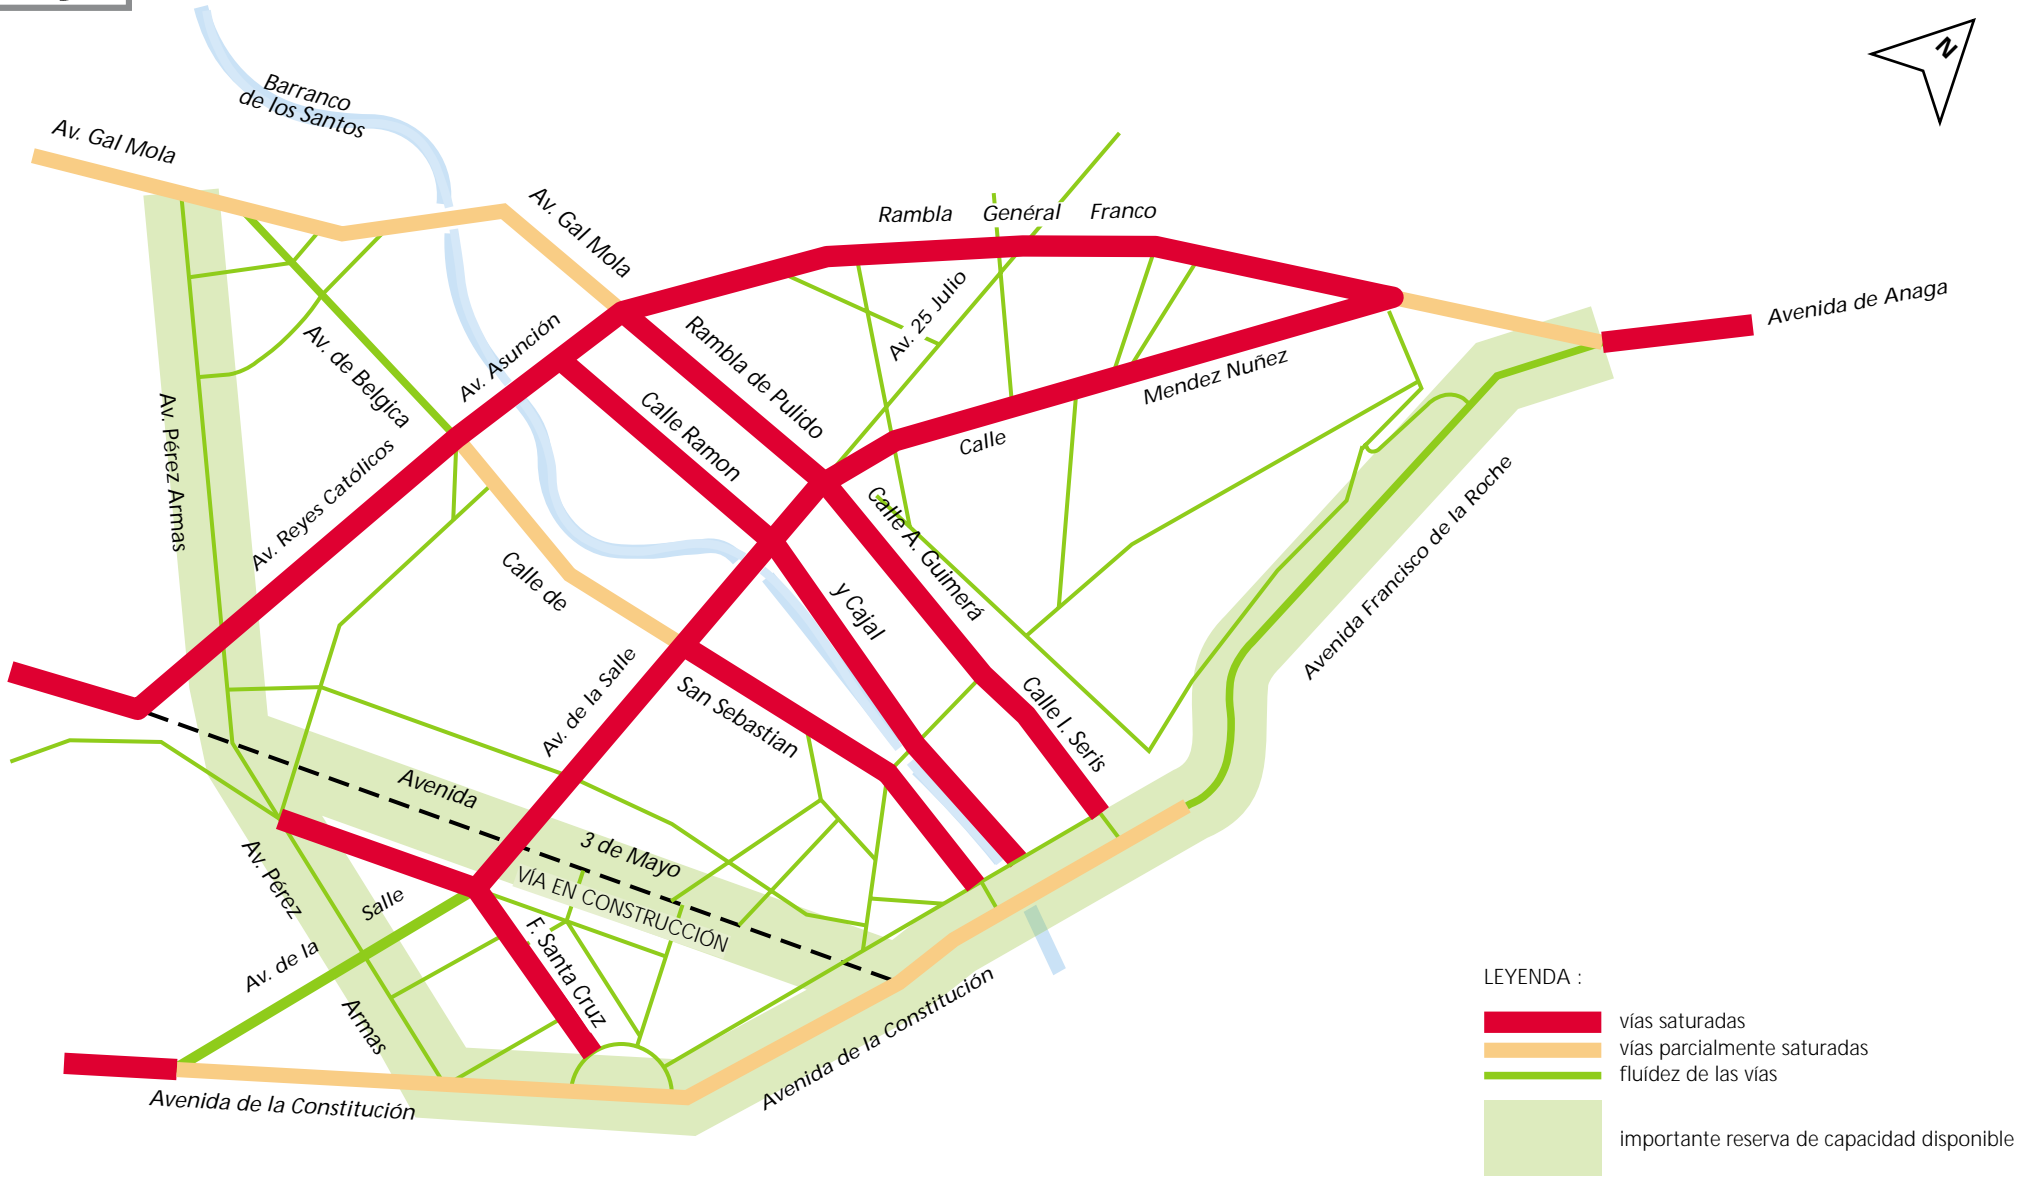 Barranco
de los Santos
N
Av. Gal Mola
Av. Gal Mola
Rambla Genéral Franco
Av. 25 Julio
Avenida de Anaga
Av. Asunción
Rambla de Pulido
Av. de Belgica
Calle Ramon
Mendez Nuñez
Calle
Av. Pérez Armas
Av. Reyes Católicos
Calle A. Guimerá
Avenida Francisco de la Roche
Calle de
y Cajal
Av. de la Salle
San Sebastian
Calle I. Seris
Avenida
3 de Mayo
VÍA EN CONSTRUCCIÓN
Av. Pérez
Salle
F. Santa Cruz
Av. de la
Armas
Avenida de la Constitución
Avenida de la Constitución
LEYENDA :
vías saturadas
vías parcialmente saturadas
fluídez de las vías
importante reserva de capacidad disponible